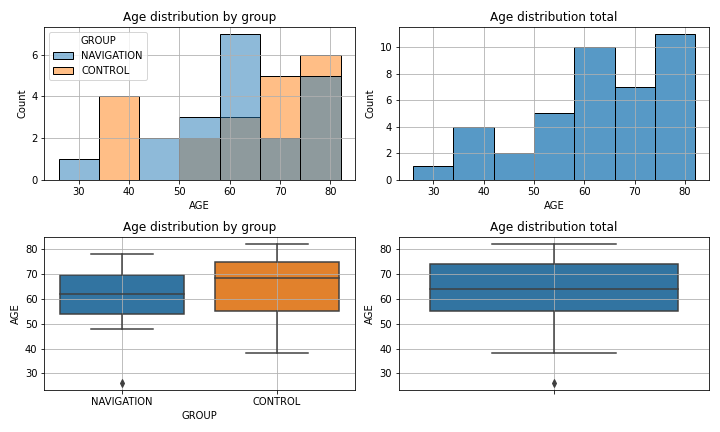 Age distribution by group
GROUP
NAVIGATION
CONTROL
Count
0
2
4
6
30
40
50
60
70
80
AGE
Age distribution total
Count
0
2
4
6
8
10
30
40
50
60
70
80
AGE
Age distribution by group
AGE
80
70
60
50
40
30
NAVIGATION
CONTROL
GROUP
Age distribution total
AGE
80
70
60
50
40
30